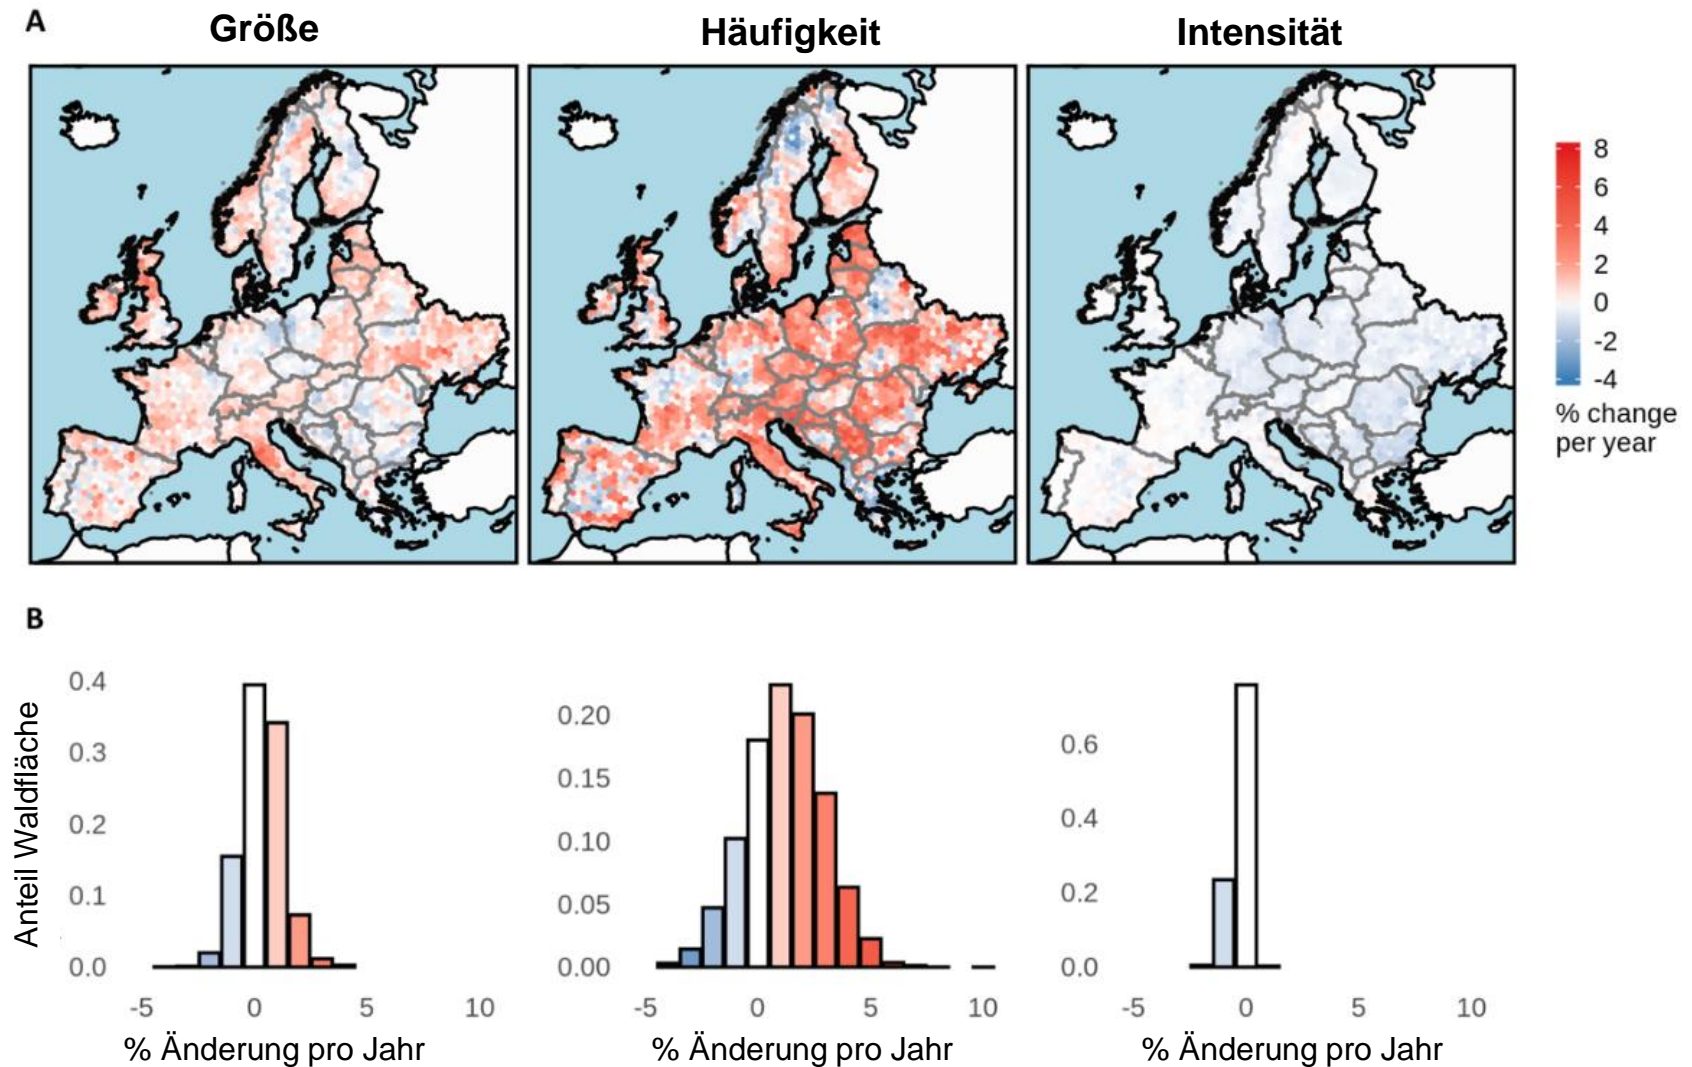 A
Größe
Häufigkeit
Intensität
8
6
4
2
0
-2
-4
% change
per year
B
Anteil Waldfläche
0.4
0.3
0.2
0.1
0.0
-5 0 5 10
% Änderung pro Jahr
0.20
0.15
0.10
0.05
0.00
-5 0 5 10
% Änderung pro Jahr
0.6
0.4
0.2
0.0
-5 0 5 10
% Änderung pro Jahr